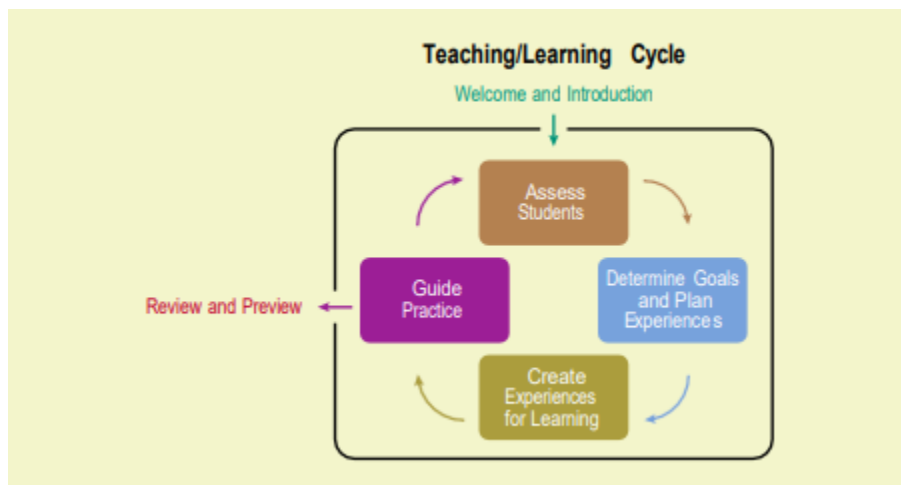 Teaching/Learning Cycle
Welcome and Introduction
Assess
Students
Determine Goals
and Plan
Experiences
Guide
Practice
Review and Preview
Create
Experiences
for Learning